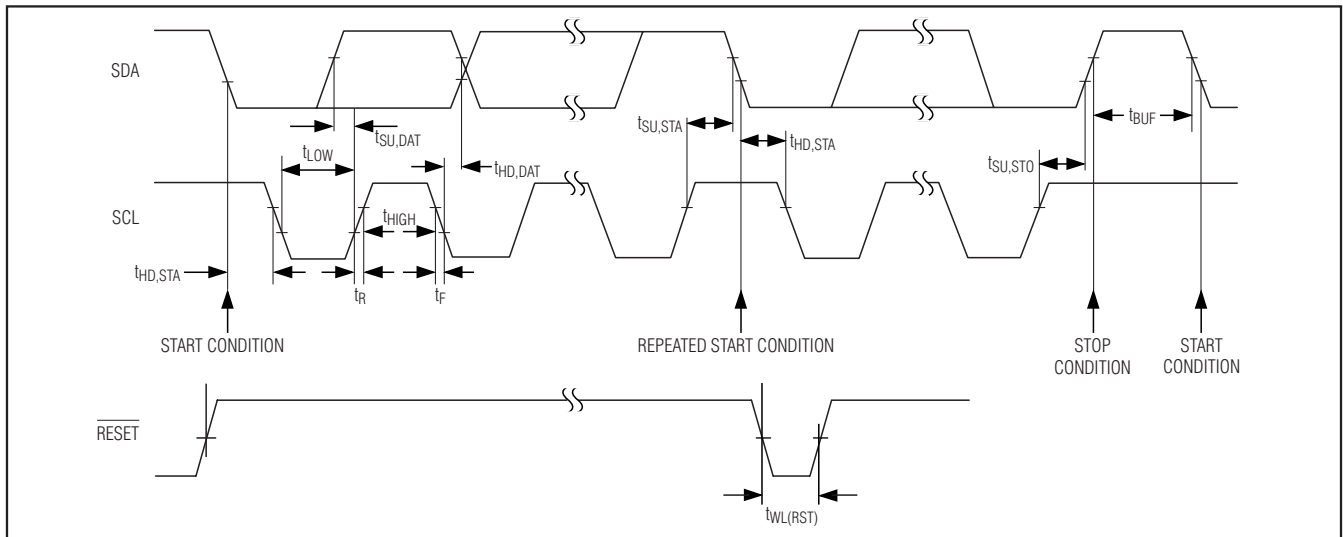 SDA
tSU,DAT
tLOW
tHD,DAT
tSU,STA
tHD,STA
tBUF
tSU,STO
SCL
tHIGH
tHD,STA
tR
tF
START CONDITION
REPEATED START CONDITION
STOP
CONDITION
START
CONDITION
RESET
tWL(RST)